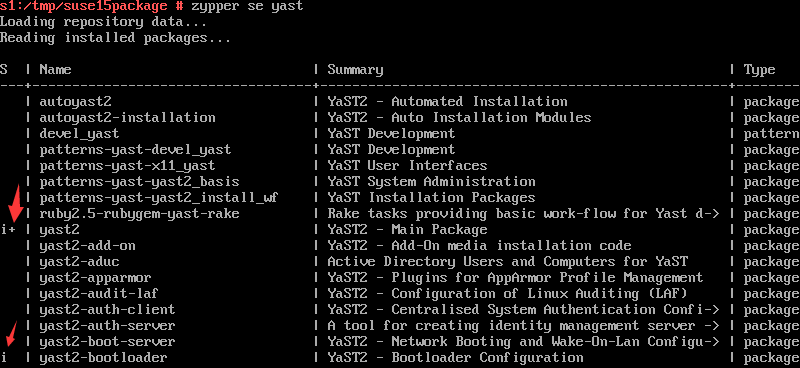 s1:/tmp/suse15package # zypper se yast
Loading repository data...
Reading installed packages...
S  | Name | Summary | Type
---+---+---+---
   | autoyast2 | YaST2 - Automated Installation | package
   | autoyast2-installation | YaST2 - Auto Installation Modules | package
   | devel_yast | YaST Development | pattern
   | patterns-yast-devel_yast | YaST Development | package
   | patterns-yast-x11_yast | YaST User Interfaces | package
   | patterns-yast-yast2_basis | YaST System Administration | package
   | patterns-yast-yast2_install_wf | YaST Installation Packages | package
   | ruby2.5-rubygem-yast-rake | Rake tasks providing basic work-flow for Yast d-> | package
i+ | yast2 | YaST2 - Main Package | package
   | yast2-add-on | YaST2 - Add-On media installation code | package
   | yast2-aduc | Active Directory Users and Computers for YaST | package
   | yast2-apparmor | YaST2 - Plugins for AppArmor Profile Management | package
   | yast2-audit-laf | YaST2 - Configuration of Linux Auditing (LAF) | package
   | yast2-auth-client | YaST2 - Centralised System Authentication Confi-> | package
   | yast2-auth-server | A tool for creating identity management server -> | package
   | yast2-boot-server | YaST2 - Network Booting and Wake-On-Lan Configu-> | package
i  | yast2-bootloader | YaST2 - Bootloader Configuration | package